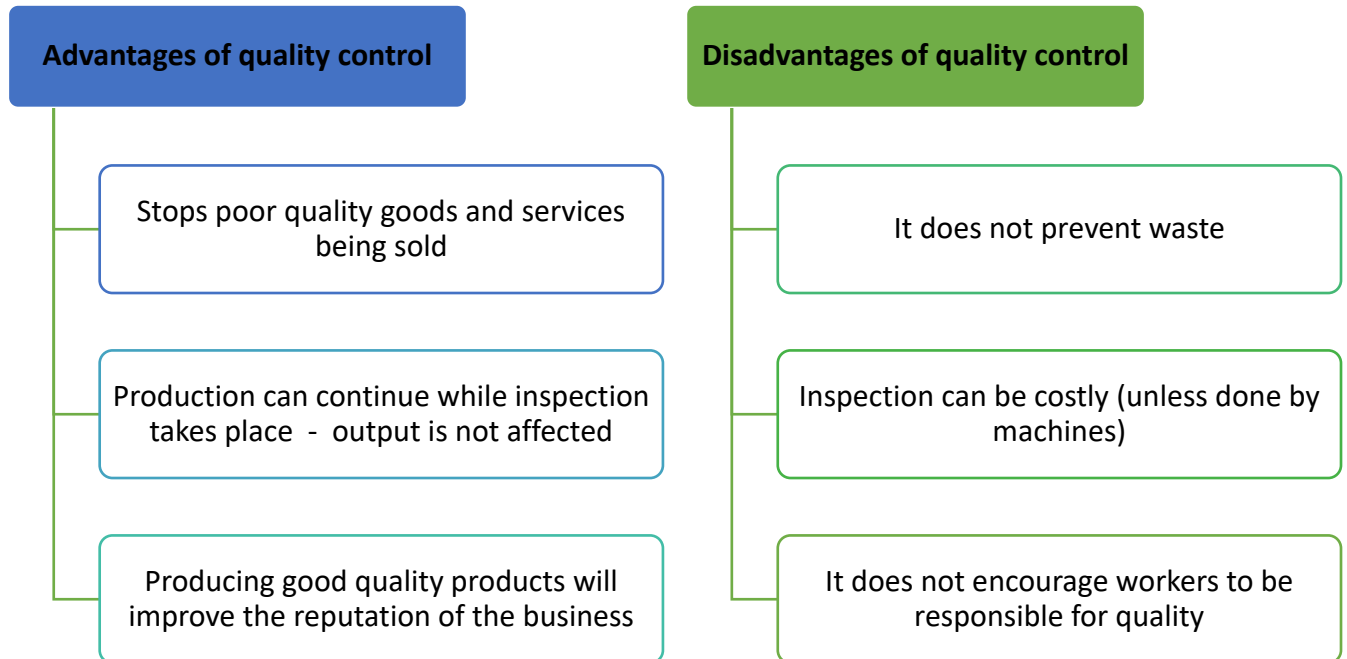 Advantages of quality control
Stops poor quality goods and services
being sold
Production can continue while inspection
takes place - output is not affected
Producing good quality products will
improve the reputation of the business
Disadvantages of quality control
It does not prevent waste
Inspection can be costly (unless done by
machines)
It does not encourage workers to be
responsible for quality